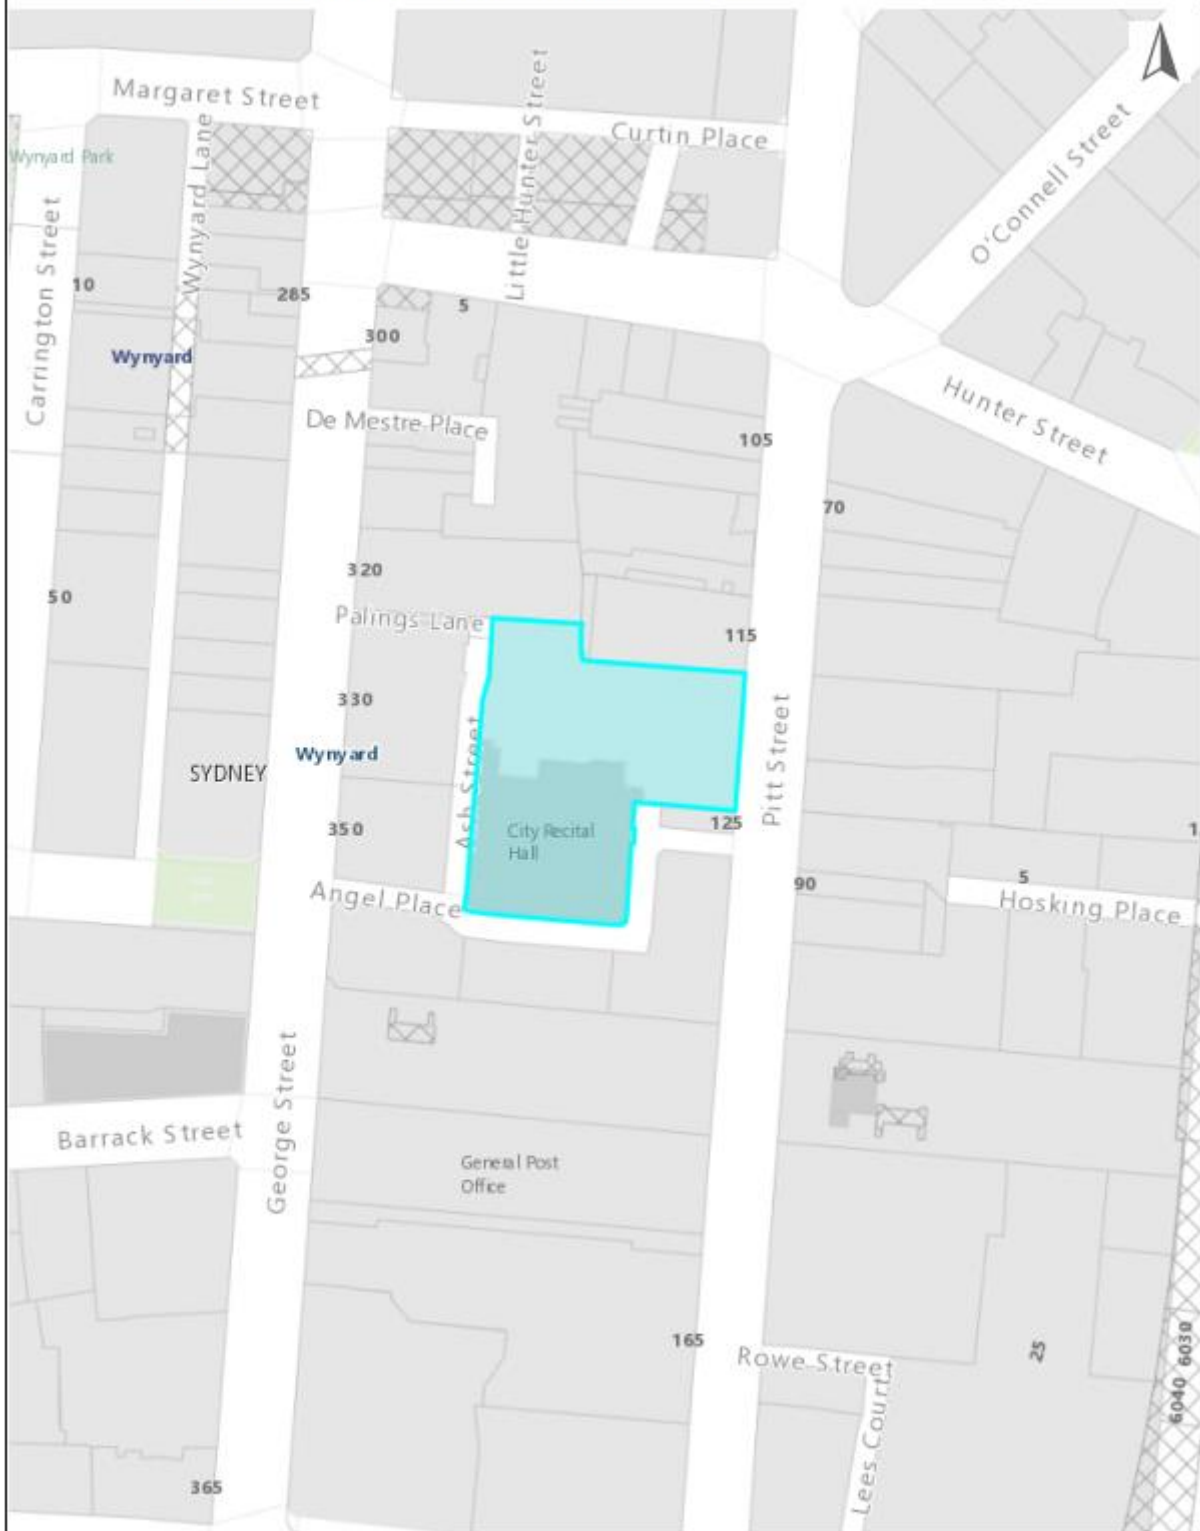 Margaret Street
Little Hunter Street
Curtin Place
O'Connell Street
Wynyard Park
Wynyard Lane
Carrington Street
10
285
5
300
Wynyard
De Mestre Place
Hunter Street
105
70
320
50
Palings Lane
115
330
Ash Street
Pitt Street
Wynyard
SYDNEY
350
City Recital
Hall
125
1
90
5
Angel Place
Hosking Place
George Street
Barrack Street
General Post
Office
165
Rowe Street
25
6040 6030
Lees Court
365